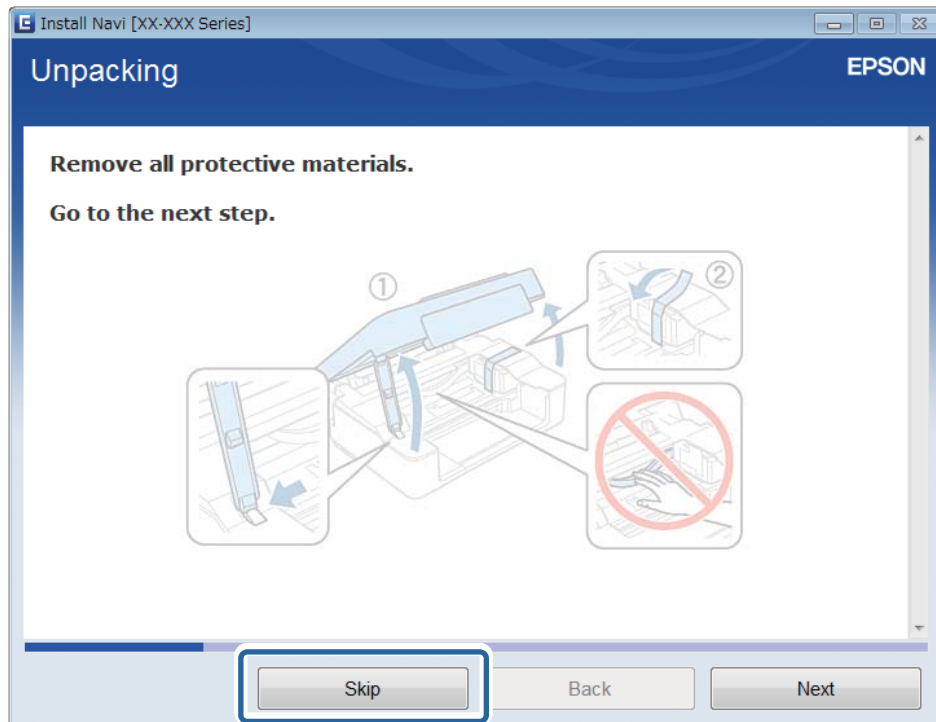 Install Navi [XX-XXX Series]
Unpacking
EPSON
Remove all protective materials.
Go to the next step.
①
②
Skip
Back
Next